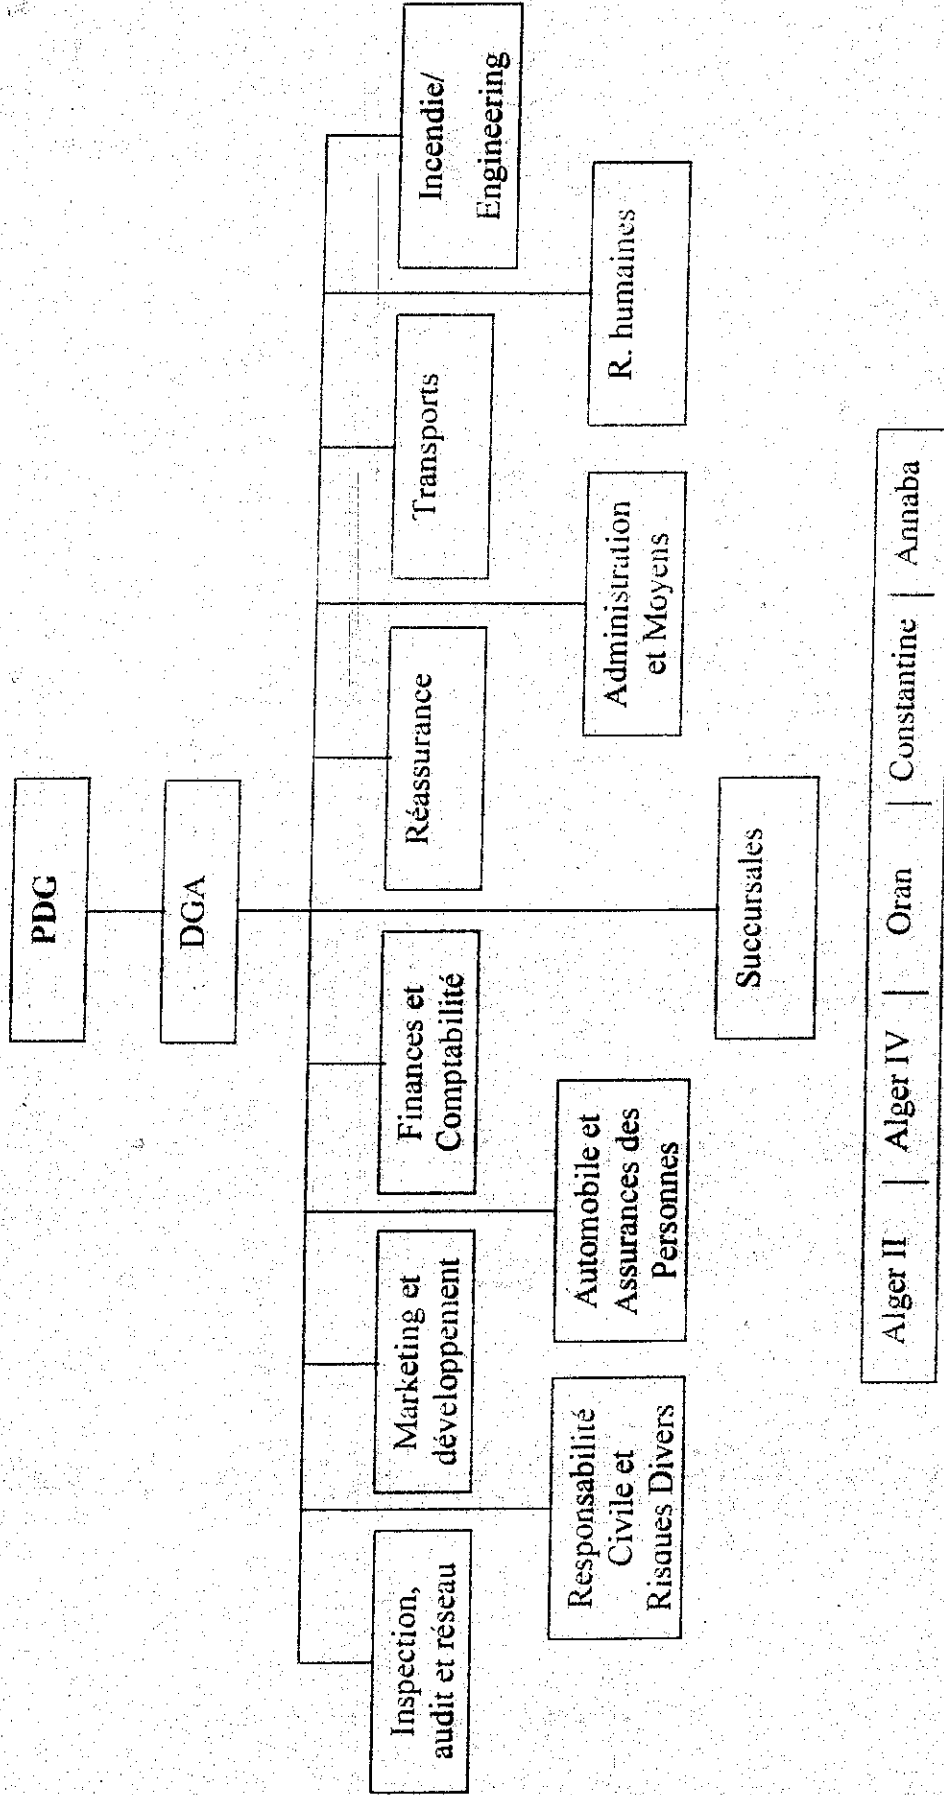 PDG
DGA
Inspection,
audit et réseau
Marketing et
développement
Finances et
Comptabilité
Réassurance
Transports
Incendie/
Engineering
Responsabilité
Civile et
Risques Divers
Automobile et
Assurances des
Personnes
Administration
et Moyens
R. humaines
Succursales
Alger II | Alger IV | Oran | Constantine | Annaba